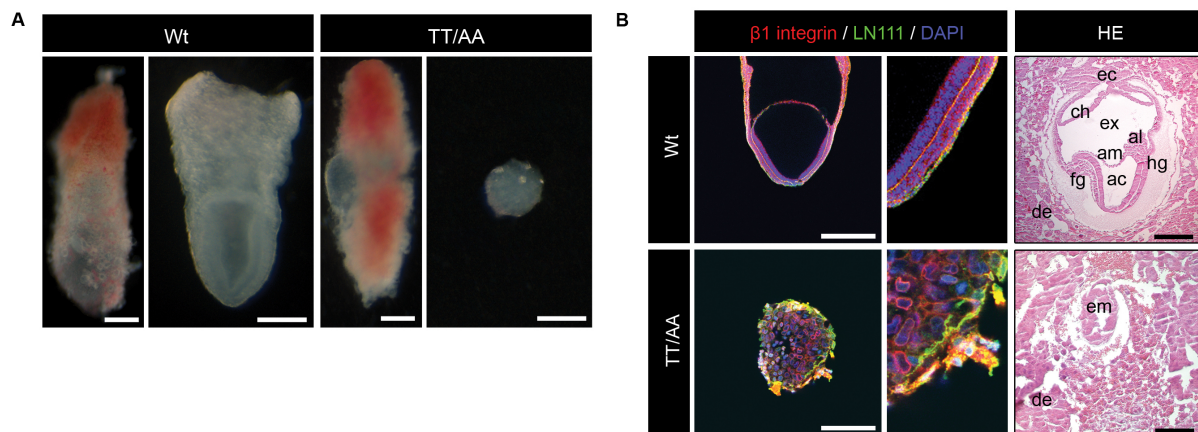 A
Wt
TT/AA
B
β1 integrin / LN111 / DAPI
HE
Wt
ec
ch
ex
al
am
hg
fg
ac
de
TT/AA
em
de